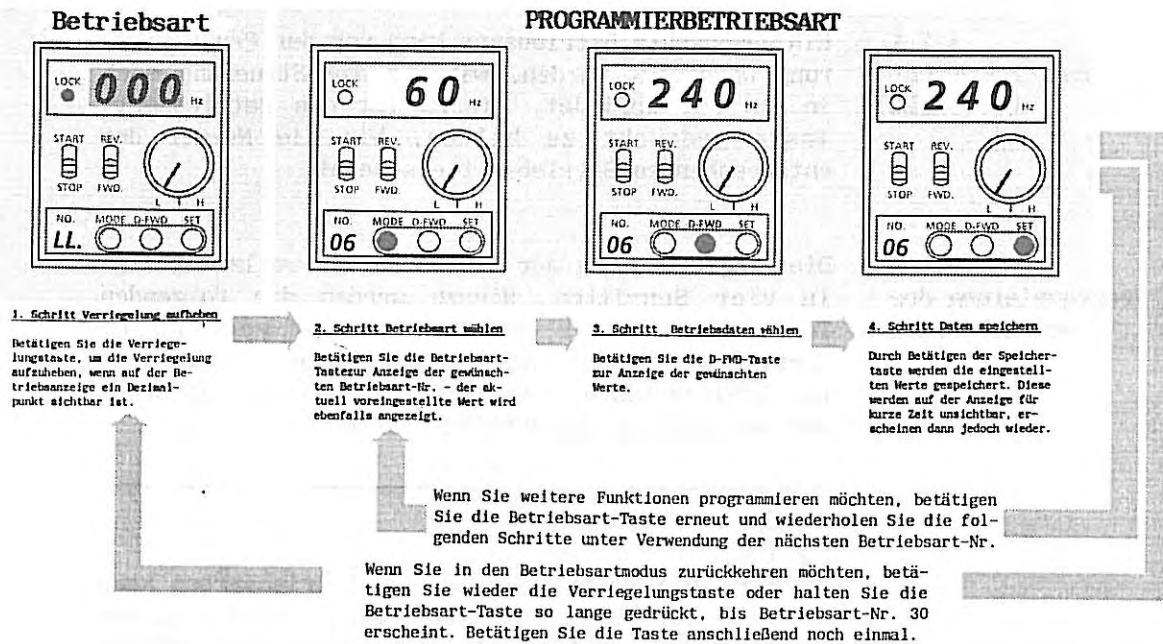 Betriebsart
PROGRAMMIERBETRIEBSART
LOCK
000 Hz
START REV.
STOP FWD.
L H
NO. MODE D-FWD SET
LL.
LOCK
60 Hz
START REV.
STOP FWD.
L H
NO. MODE D-FWD SET
06
LOCK
240 Hz
START REV.
STOP FWD.
L H
NO. MODE D-FWD SET
06
LOCK
240 Hz
START REV.
STOP FWD.
L H
NO. MODE D-FWD SET
06
1. Schritt Verriegelung aufheben
Betätigen Sie die Verriege-
lungstaste, um die Verriegelung
aufzuheben, wenn auf der Be-
triebsanzeige ein Dezimal-
punkt sichtbar ist.
2. Schritt Betriebsart wählen
Betätigen Sie die Betriebsart-
Tastezur Anzeige der gewünsch-
ten Betriebsart-Nr. - der ak-
tuell voreingestellte Wert wird
ebenfalls angezeigt.
3. Schritt Betriebsdaten wählen
Betätigen Sie die D-FWD-Taste
zur Anzeige der gewünschten
Werte.
4. Schritt Daten speichern
Durch Betätigen der Speicher-
taste werden die eingestell-
ten Werte gespeichert. Diese
werden auf der Anzeige für
kurze Zeit unsichtbar, er-
scheinen dann jedoch wieder.
Wenn Sie weitere Funktionen programmieren möchten, betätigen
Sie die Betriebsart-Taste erneut und wiederholen Sie die fol-
genden Schritte unter Verwendung der nächsten Betriebsart-Nr.
Wenn Sie in den Betriebsartmodus zurückkehren möchten, betä-
tigen Sie wieder die Verriegelungstaste oder halten Sie die
Betriebsart-Taste so lange gedrückt, bis Betriebsart-Nr. 30
erscheint. Betätigen Sie die Taste anschließend noch einmal.